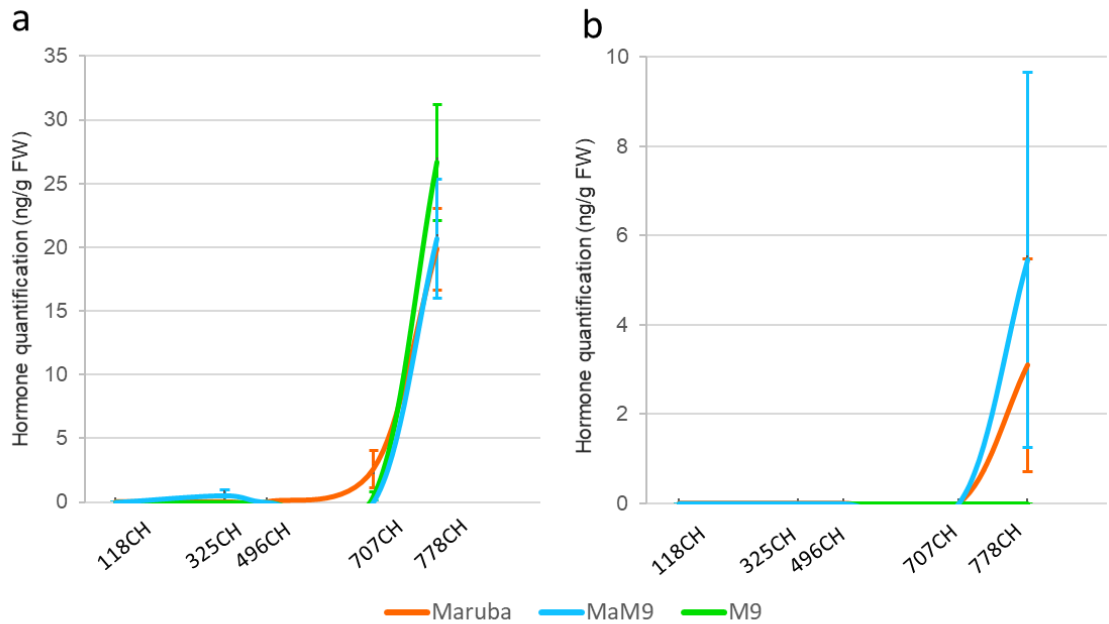 a
35
30
25
20
15
10
5
0
Hormone quantification (ng/g FW)
118CH
325CH
496CH
707CH
778CH
b
10
8
6
4
2
0
Hormone quantification (ng/g FW)
118CH
325CH
496CH
707CH
778CH
Maruba MaM9 M9